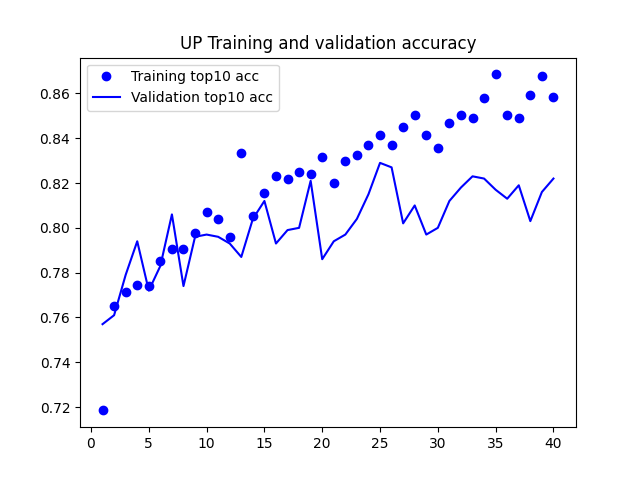 UP Training and validation accuracy
Training top10 acc
Validation top10 acc
0.86
0.84
0.82
0.80
0.78
0.76
0.74
0.72
0 5 10 15 20 25 30 35 40